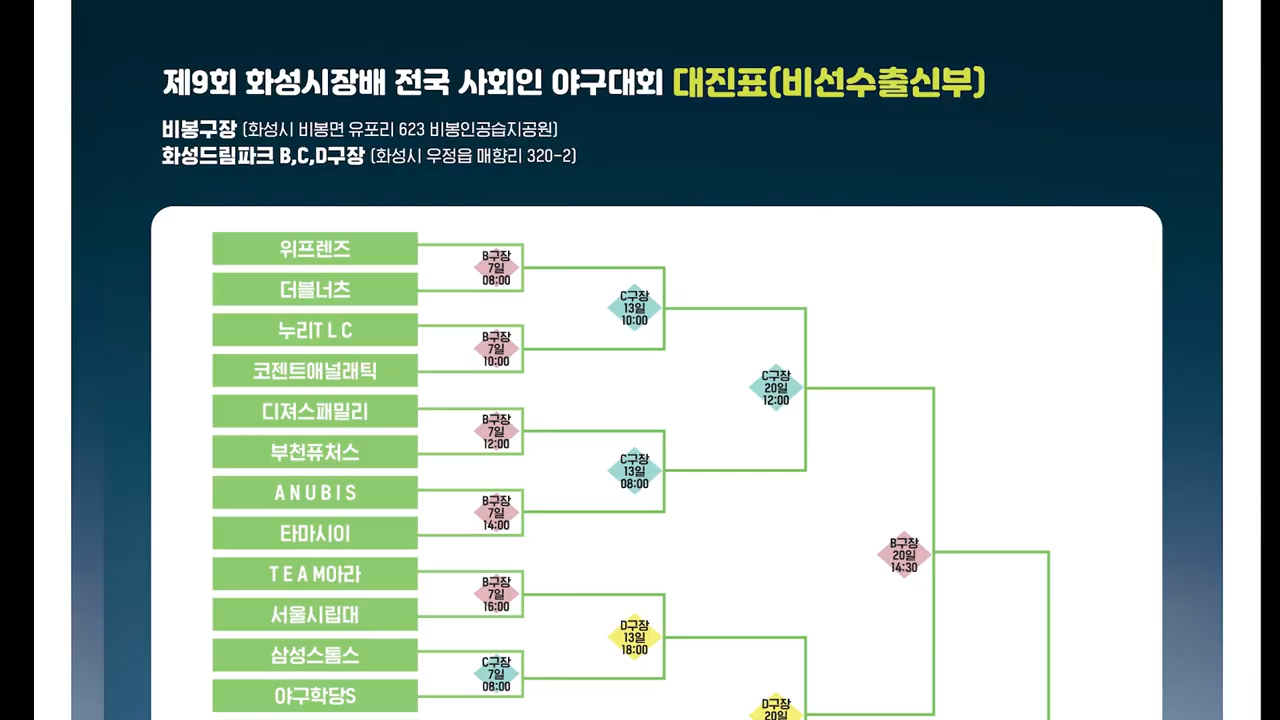 제9회 화성시장배 전국 사회인 야구대회 대진표(비선수출신부)
비봉구장 (화성시 비봉면 유포리 623 비봉인공습지공원)
화성드림파크 B,C,D구장 (화성시 우정읍 매향리 320-2)
위프렌즈
더블너츠
누리T L C
코젠트애널래틱
디져스패밀리
부천퓨처스
A N U B I S
타마시이
T E A M아라
서울시립대
삼성스톰스
야구학당S
B구장
7일
08:00
B구장
7일
10:00
B구장
7일
12:00
B구장
7일
14:00
B구장
7일
16:00
C구장
7일
08:00
C구장
13일
10:00
C구장
13일
08:00
D구장
13일
18:00
C구장
20일
12:00
D구장
20일
B구장
20일
14:30